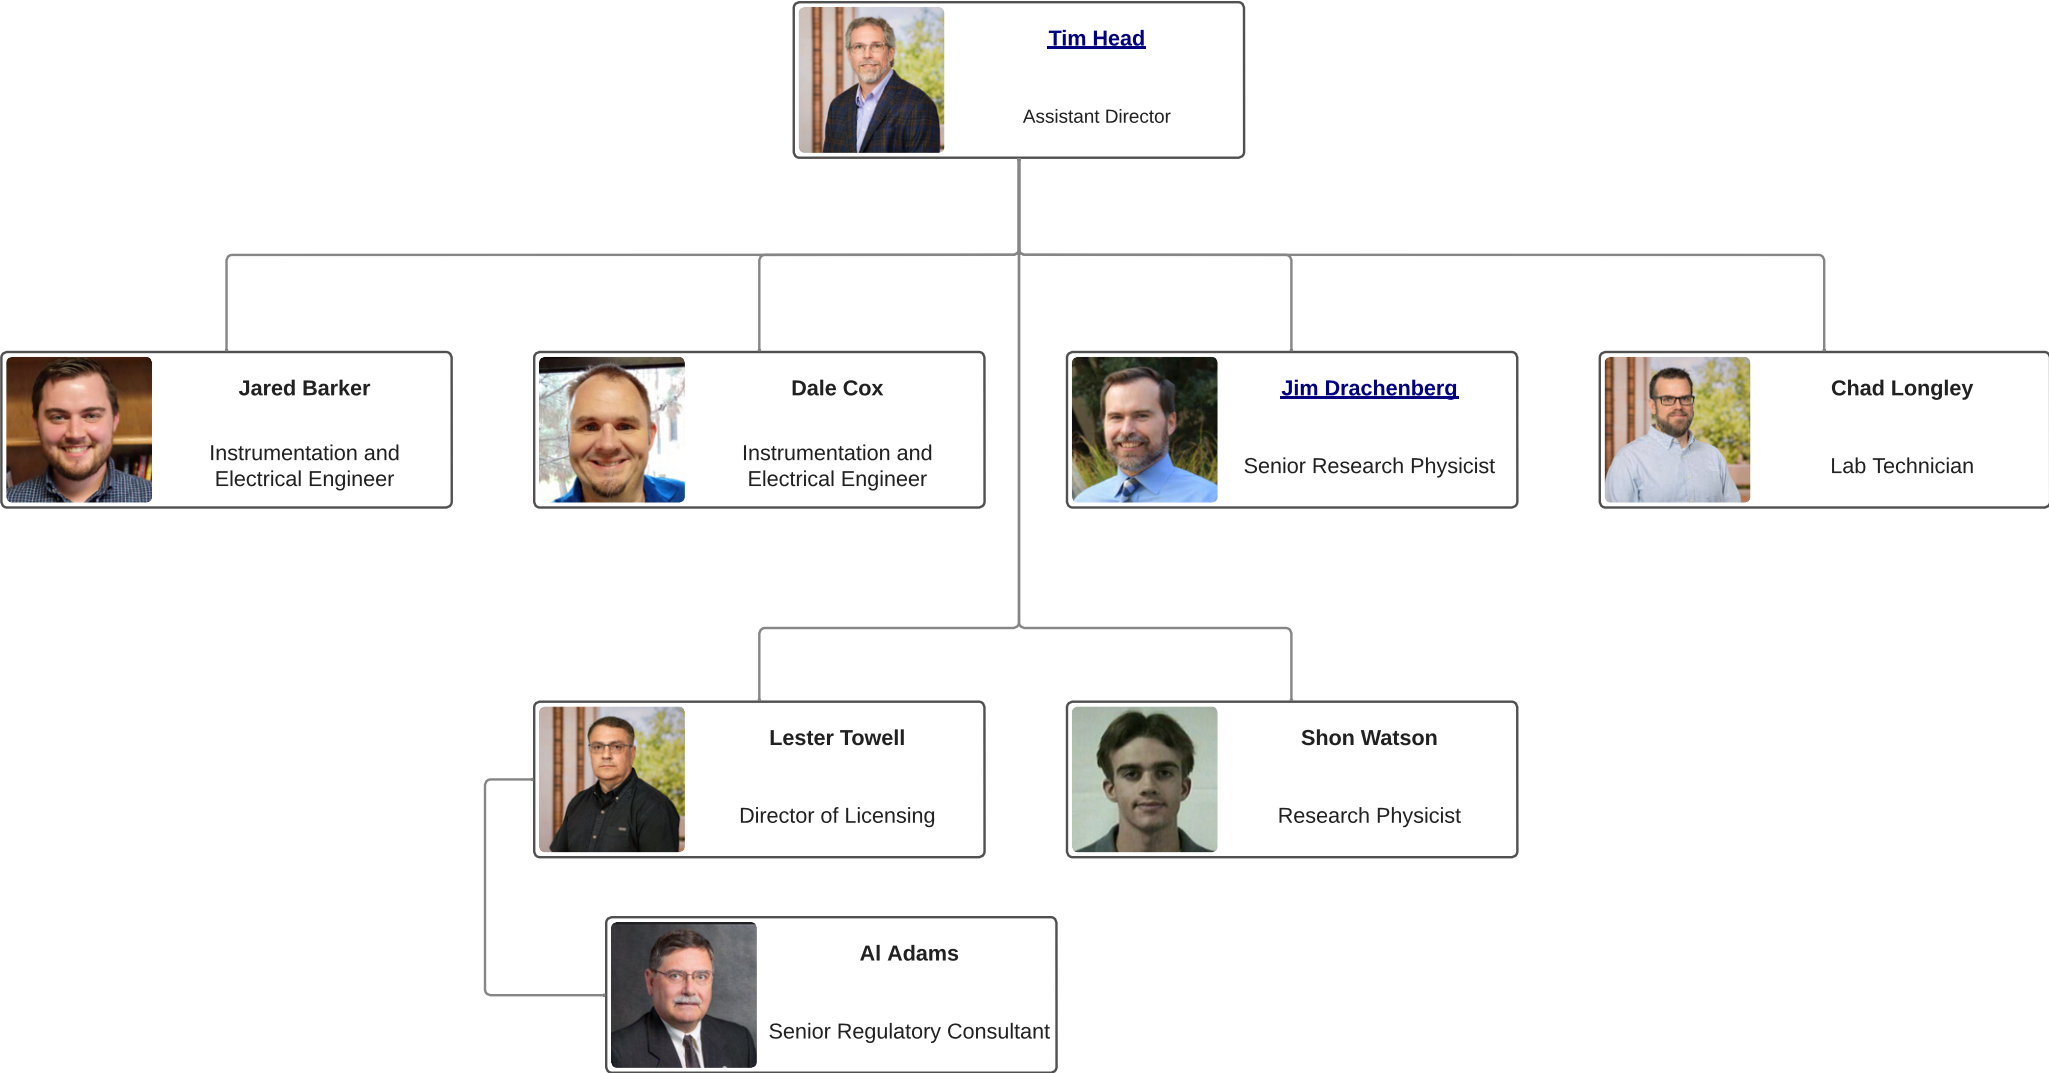 Tim Head
Assistant Director
Jared Barker
Instrumentation and
Electrical Engineer
Dale Cox
Instrumentation and
Electrical Engineer
Jim Drachenberg
Senior Research Physicist
Chad Longley
Lab Technician
Lester Towell
Director of Licensing
Shon Watson
Research Physicist
Al Adams
Senior Regulatory Consultant